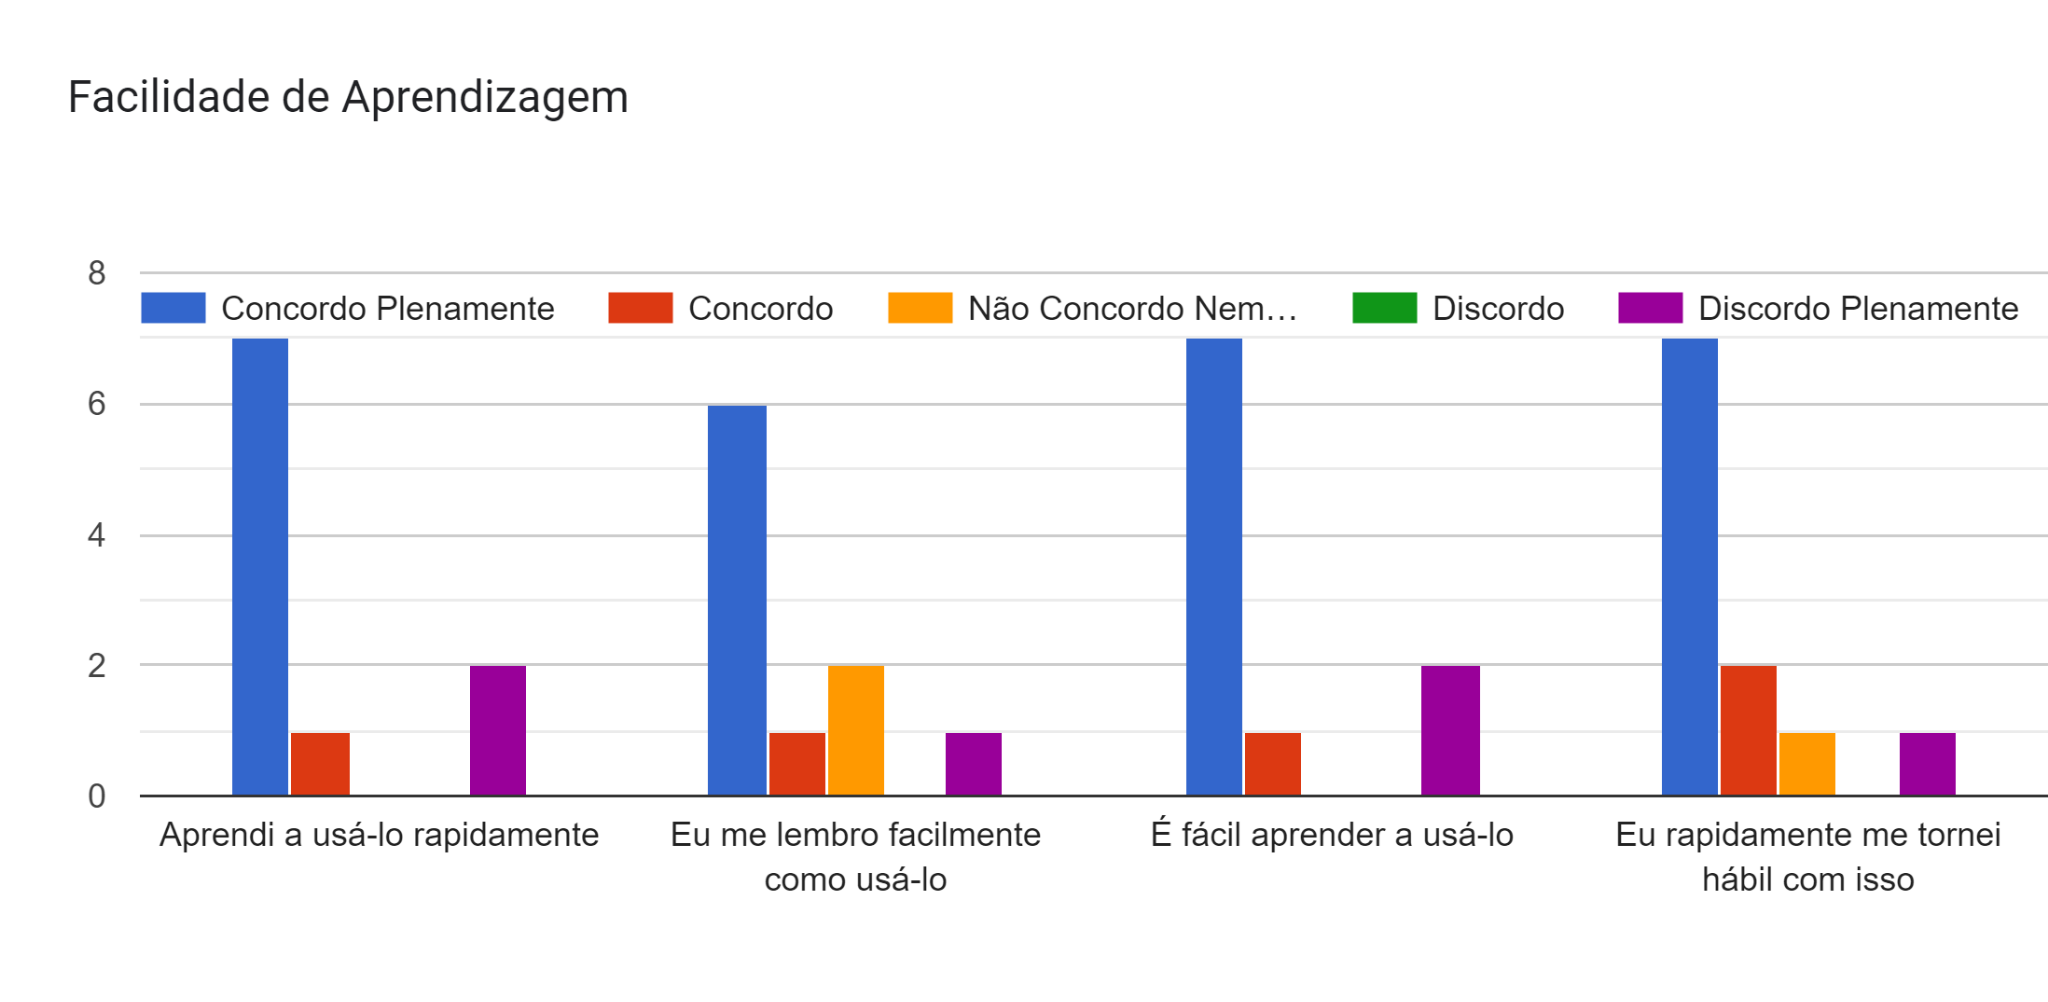 Facilidade de Aprendizagem
8
Concordo Plenamente Concordo Não Concordo Nem… Discordo Discordo Plenamente
6
4
2
0
Aprendi a usá-lo rapidamente
Eu me lembro facilmente
como usá-lo
É fácil aprender a usá-lo
Eu rapidamente me tornei
hábil com isso